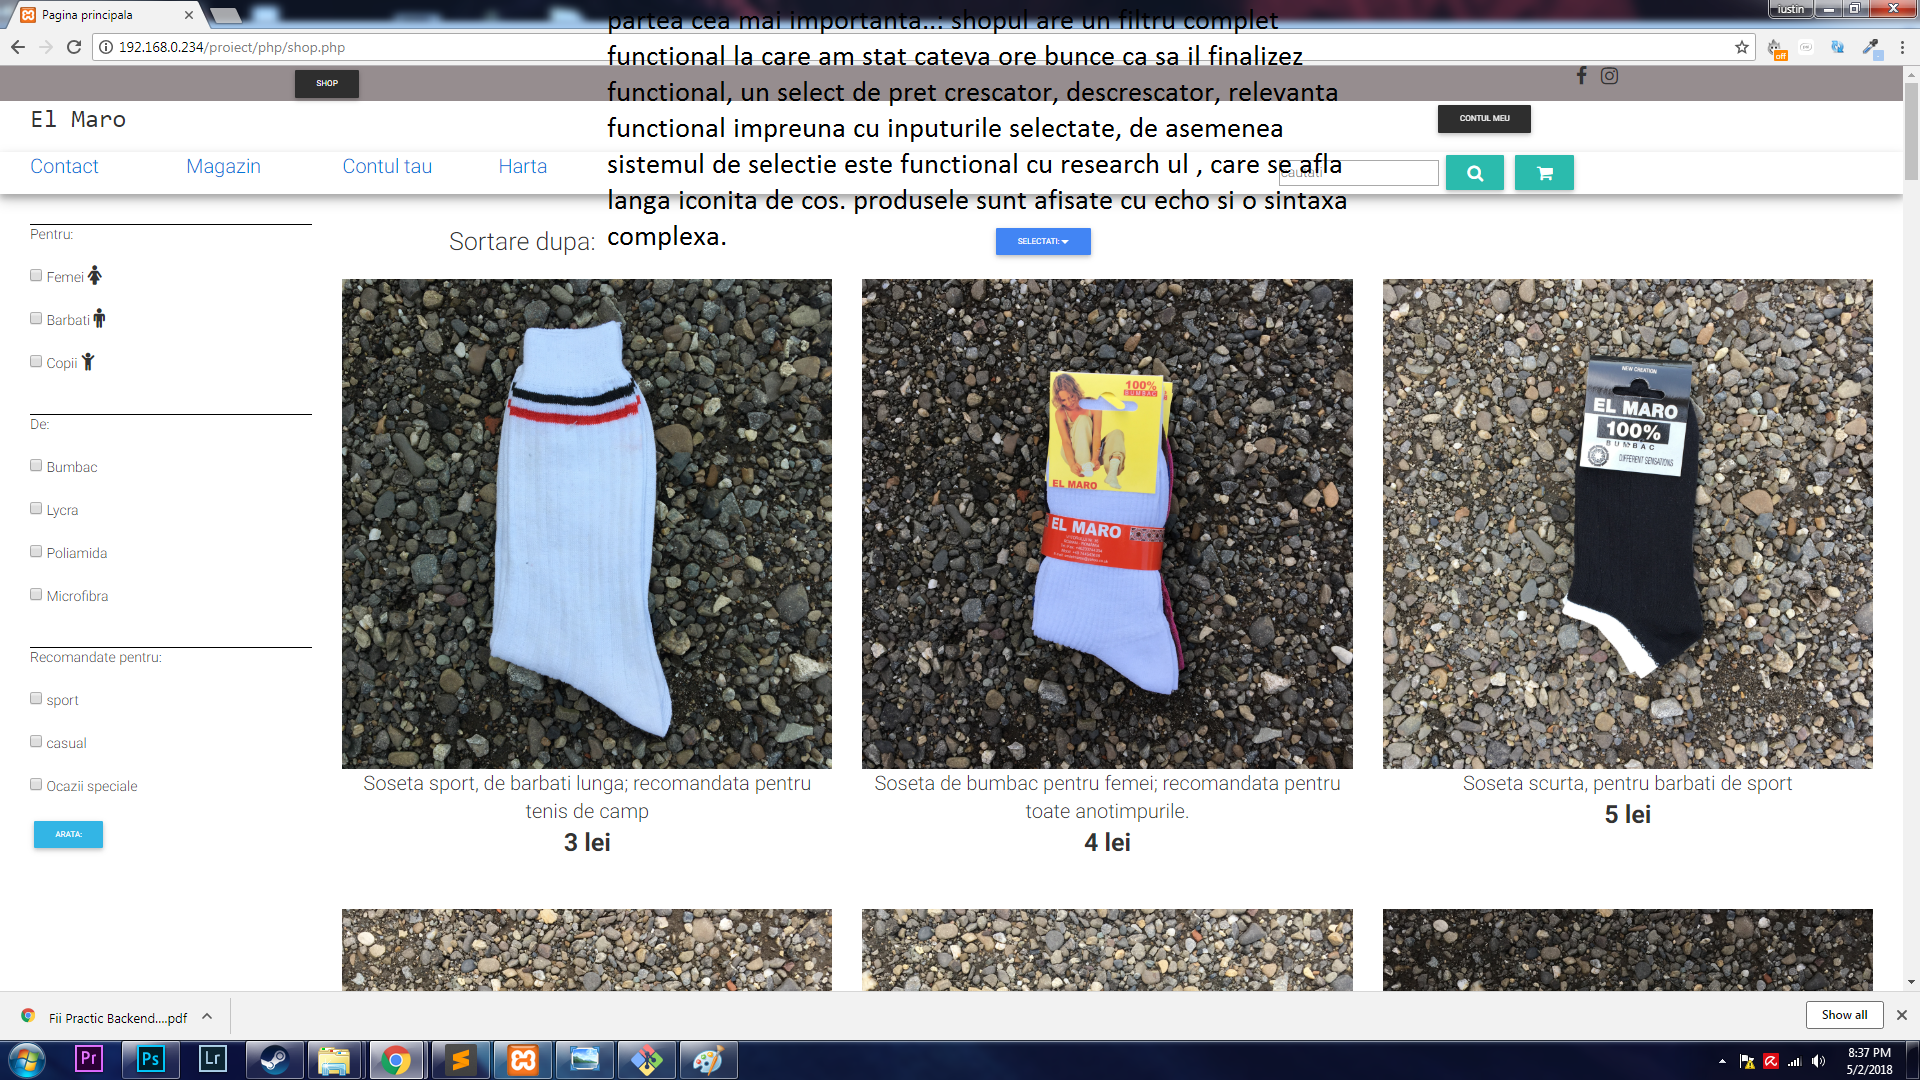 Pagina principala
iustin
192.168.0.234/proiect/php/shop.php
off
partea cea mai importanta..: shopul are un filtru complet
functional la care am stat cateva ore bunce ca sa il finalizez
functional, un select de pret crescator, descrescator, relevanta
functional impreuna cu inputurile selectate, de asemenea
sistemul de selectie este functional cu research ul , care se afla
langa iconita de cos. produsele sunt afisate cu echo si o sintaxa
complexa.
SHOP
El Maro
CONTUL MEU
Contact
Magazin
Contul tau
Harta
cautati
Sortare dupa:
SELECTATI:
Pentru:
Femei
Barbati
Copii
De:
Bumbac
Lycra
Poliamida
Microfibra
Recomandate pentru:
sport
casual
Ocazii speciale
ARATA:
100%
BUMBAC
EL MARO
EL MARO
NEW CREATION
EL MARO
100%
BUMBAC
DIFFERENT SENSATIONS
Soseta sport, de barbati lunga; recomandata pentru
tenis de camp
3 lei
Soseta de bumbac pentru femei; recomandata pentru
toate anotimpurile.
4 lei
Soseta scurta, pentru barbati de sport
5 lei
Fii Practic Backend....pdf
Show all
Pr
Ps
Lr
8:37 PM
5/2/2018